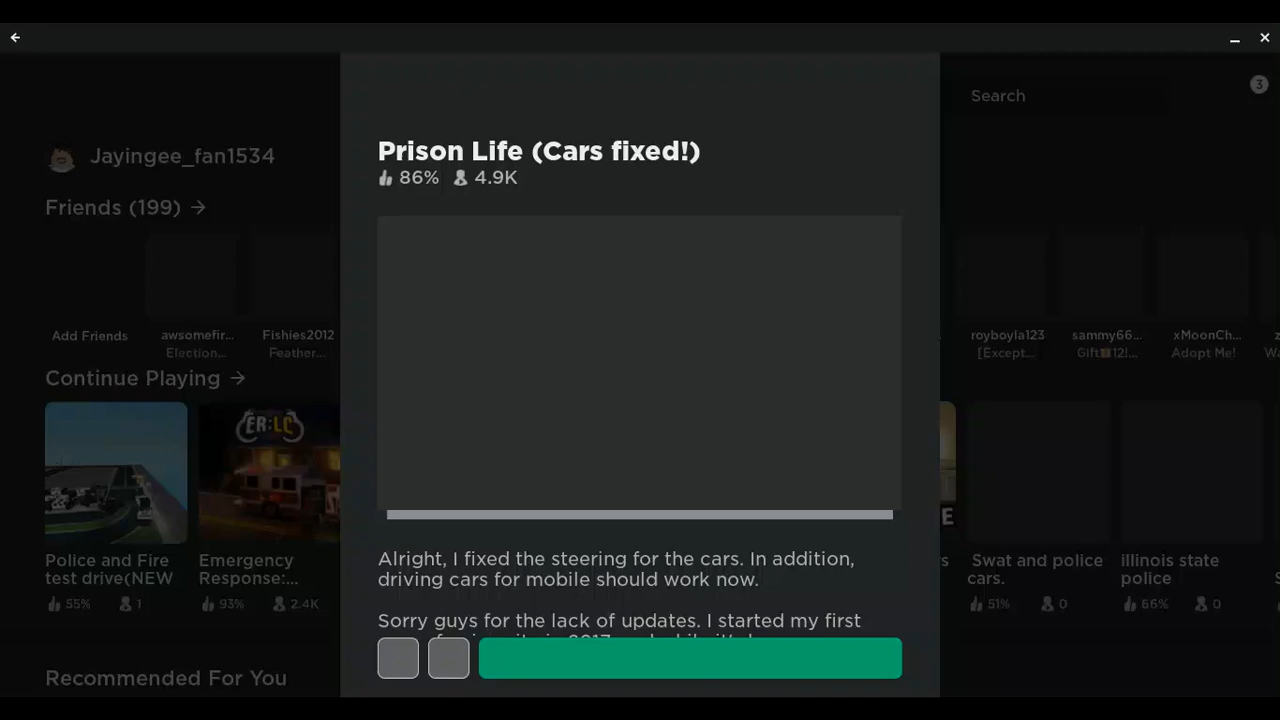 Search
3
Jayingee_fan1534
Friends (199)
Add Friends
awsomefir...
Election...
Fishies2012
Feather...
royboyla123
[Except...
sammy66...
Gift🎁12!...
xMoonCh...
Adopt Me!
Continue Playing
ER:LC
Police and Fire
test drive(NEW
55% 1
Emergency
Response:...
93% 2.4K
Swat and police
cars.
51% 0
illinois state
police
66% 0
Recommended For You
Prison Life (Cars fixed!)
86% 4.9K
Alright, I fixed the steering for the cars. In addition,
driving cars for mobile should work now.
Sorry guys for the lack of updates. I started my first